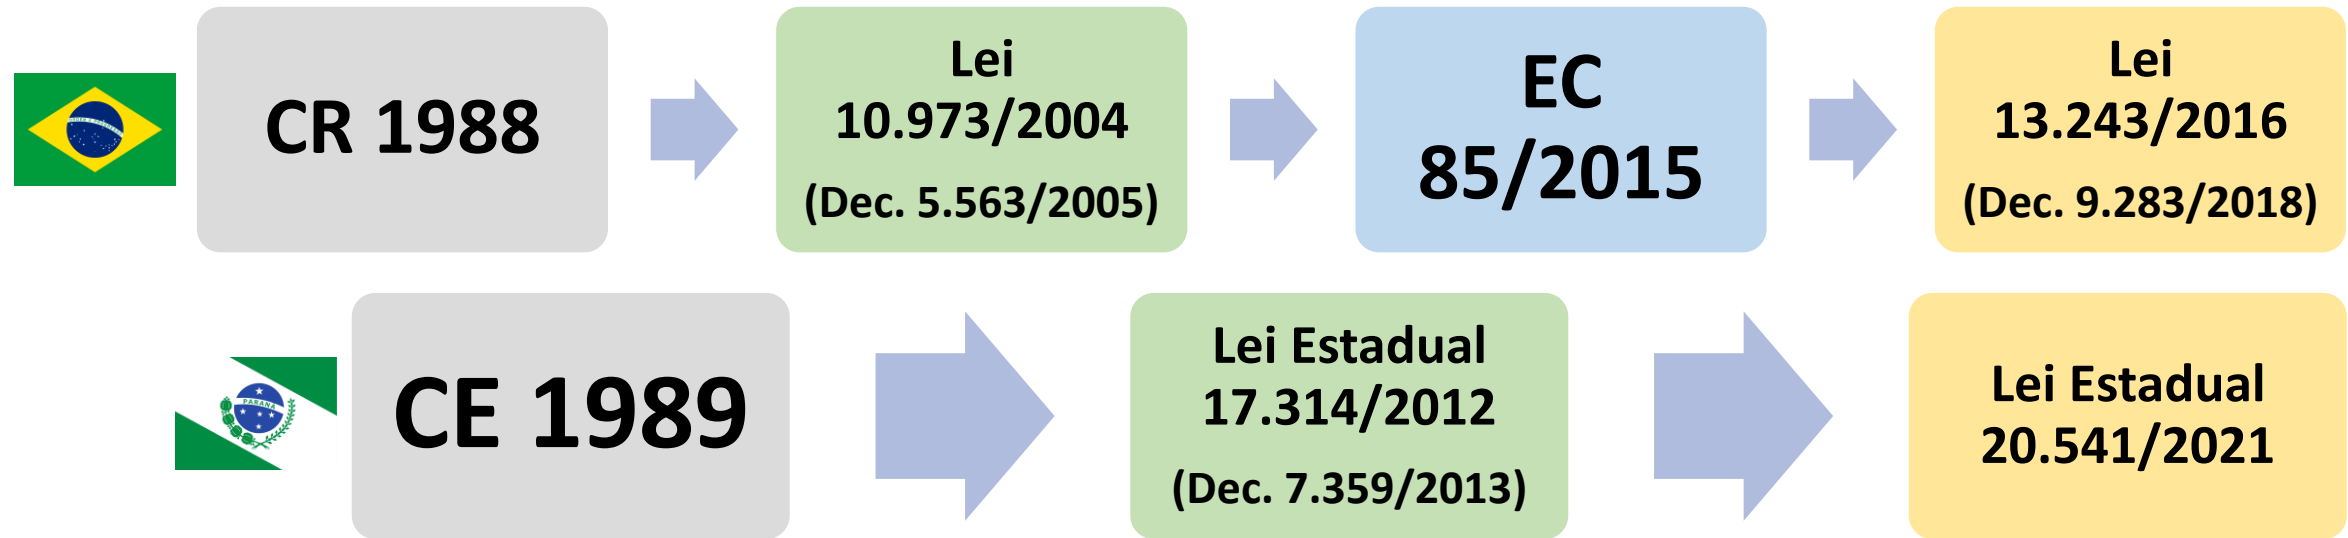 CR 1988
Lei
10.973/2004
(Dec. 5.563/2005)
EC
85/2015
Lei
13.243/2016
(Dec. 9.283/2018)
PARANÁ
CE 1989
Lei Estadual
17.314/2012
(Dec. 7.359/2013)
Lei Estadual
20.541/2021